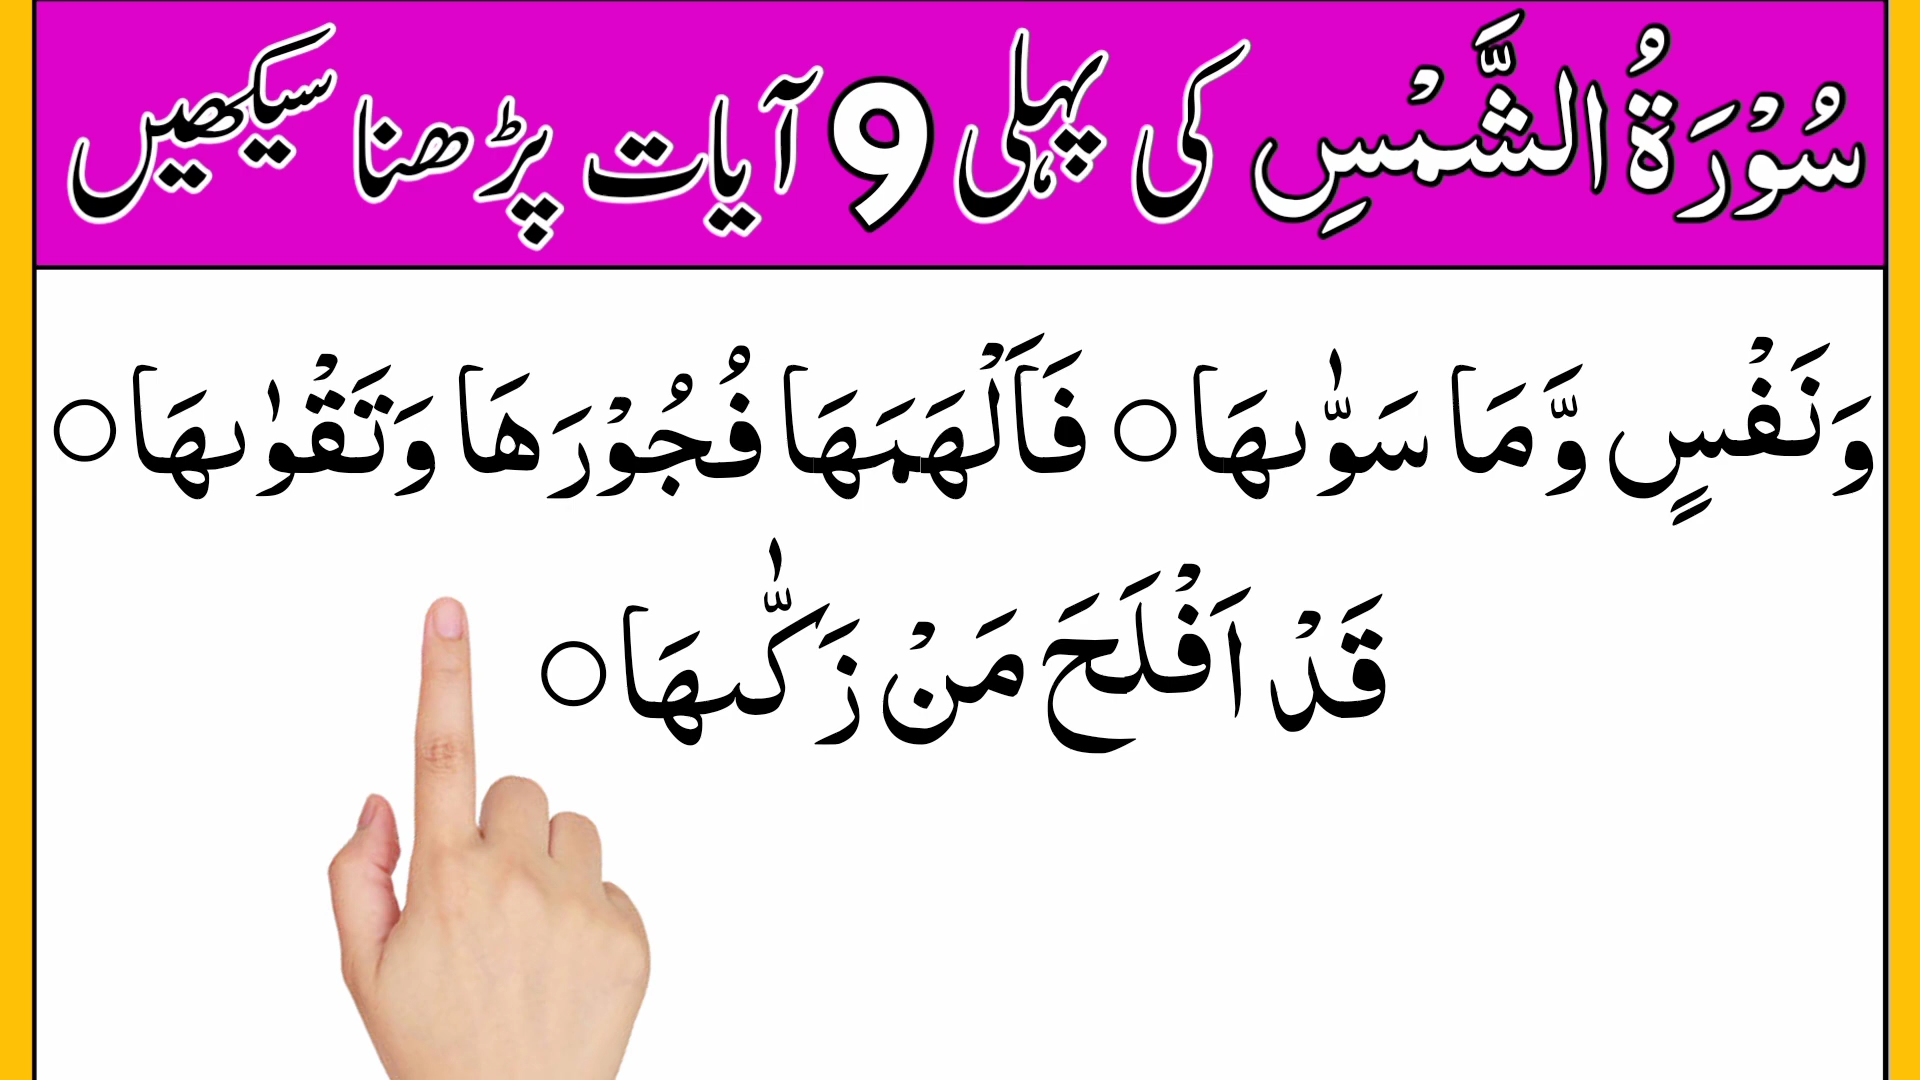 سُوْرَۃُ الشَّمْسِ کی پہلی 9 آیات پڑھنا سیکھیں
وَنَفْسٍ وَّمَا سَوّٰىهَا○ فَاَلْهَمَهَا فُجُوْرَهَا وَتَقْوٰىهَا○
قَدْ اَفْلَحَ مَنْ زَكّٰىهَا○